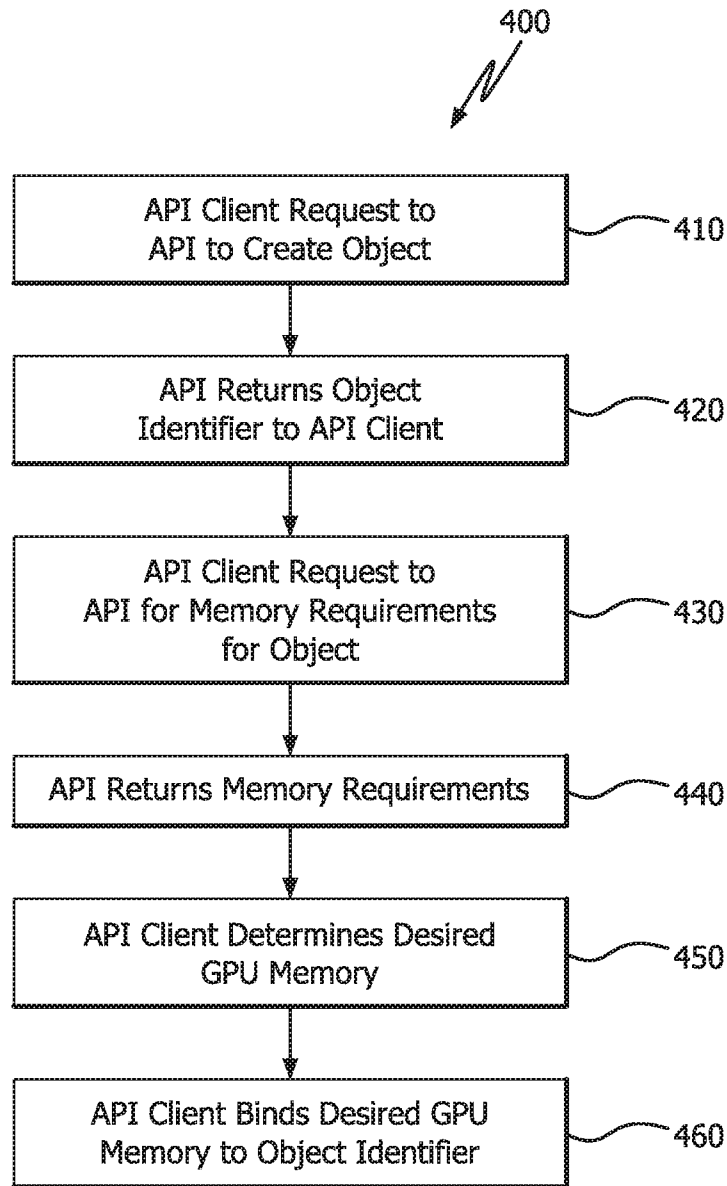 400
API Client Request to
API to Create Object
410
API Returns Object
Identifier to API Client
420
API Client Request to
API for Memory Requirements
for Object
430
API Returns Memory Requirements
440
API Client Determines Desired
GPU Memory
450
API Client Binds Desired GPU
Memory to Object Identifier
460